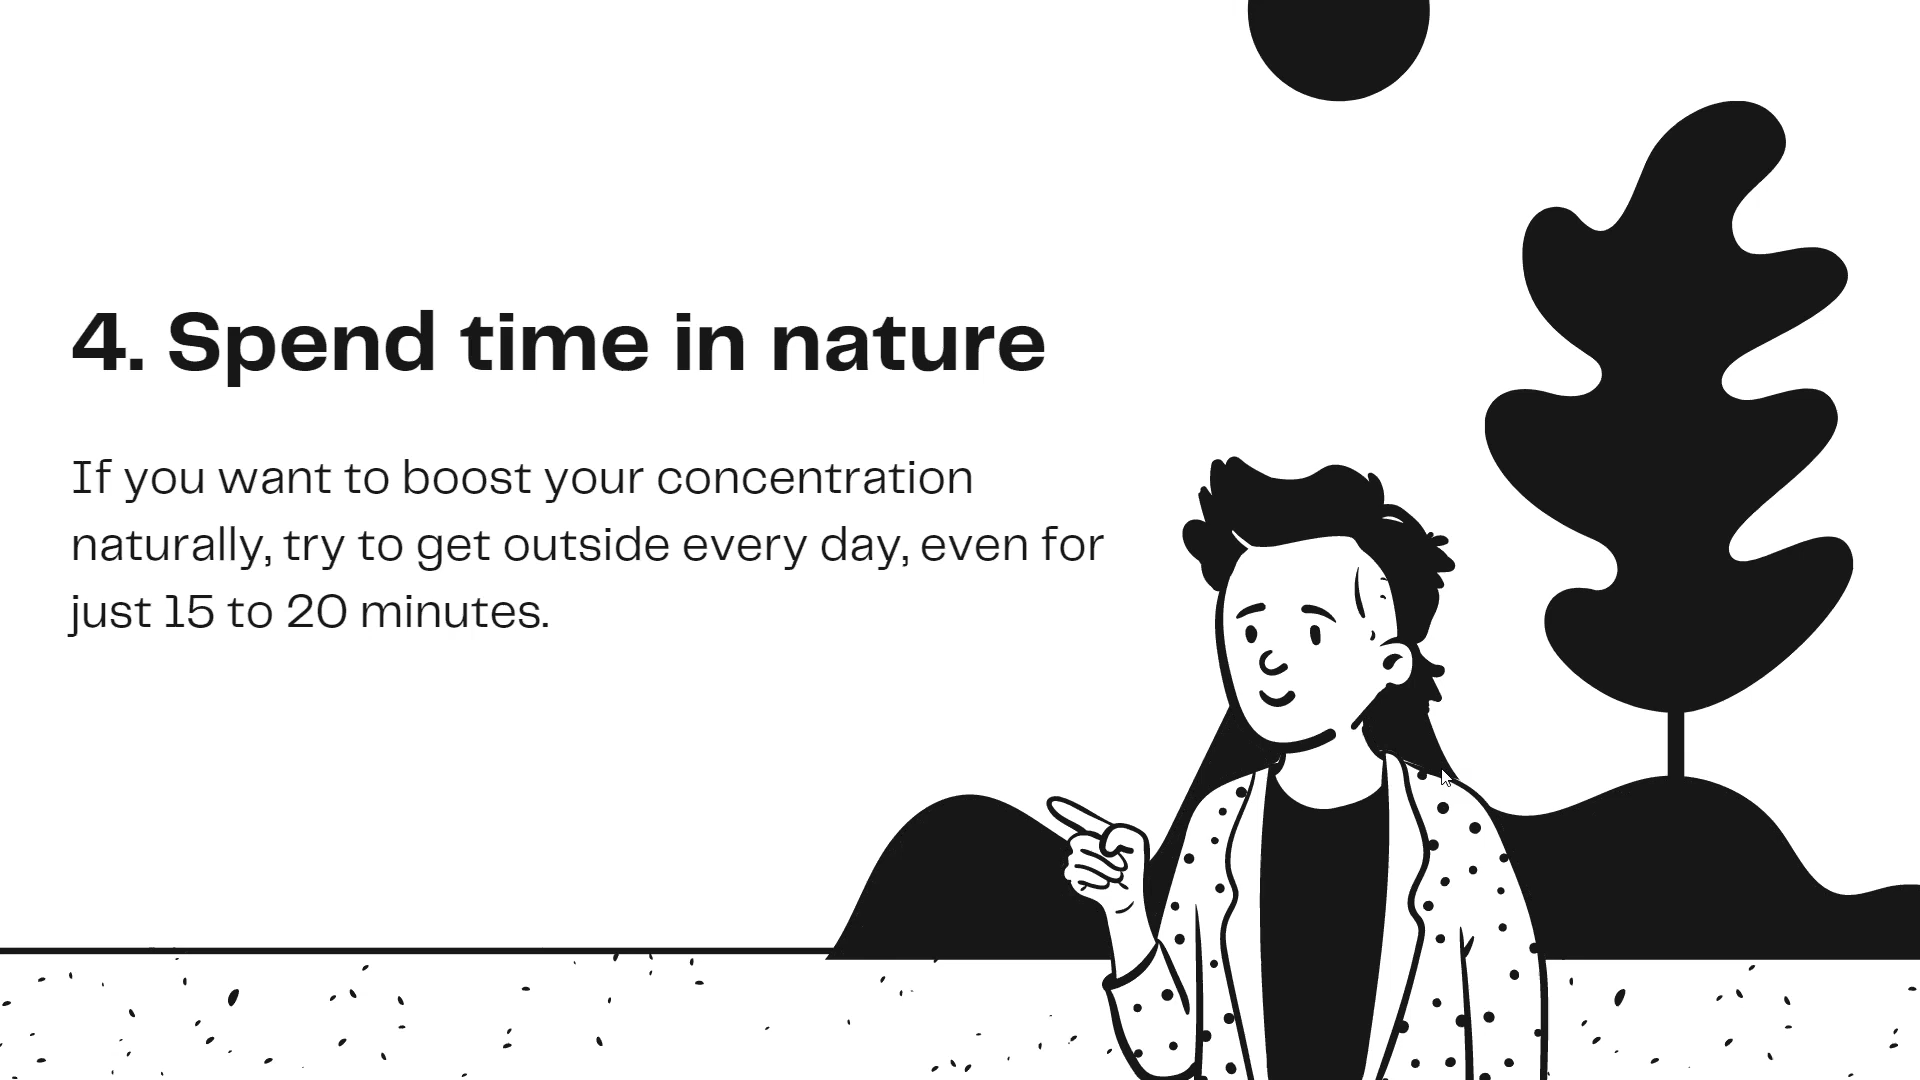 4. Spend time in nature
If you want to boost your concentration
naturally, try to get outside every day, even for
just 15 to 20 minutes.